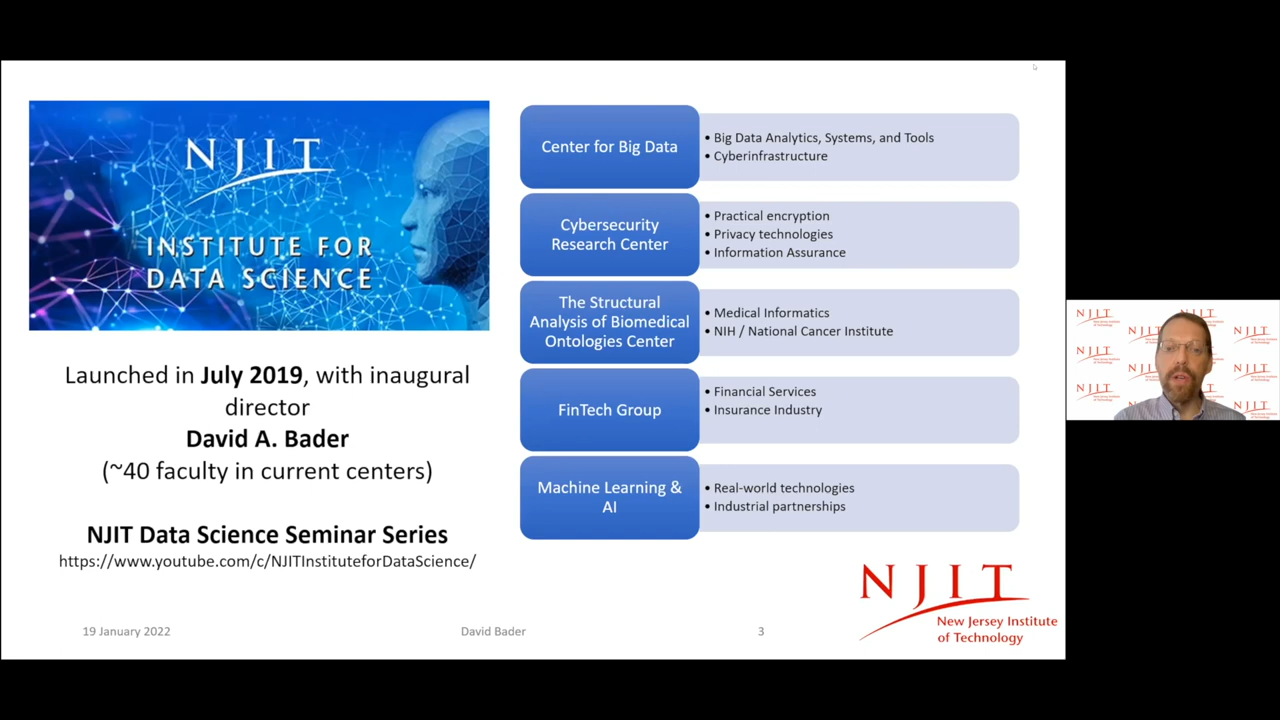 NJIT
INSTITUTE FOR
DATA SCIENCE
Launched in July 2019, with inaugural
director
David A. Bader
(~40 faculty in current centers)
NJIT Data Science Seminar Series
https://www.youtube.com/c/NJITInstituteforDataScience/
Center for Big Data
• Big Data Analytics, Systems, and Tools
• Cyberinfrastructure
Cybersecurity
Research Center
• Practical encryption
• Privacy technologies
• Information Assurance
The Structural
Analysis of Biomedical
Ontologies Center
• Medical Informatics
• NIH / National Cancer Institute
FinTech Group
• Financial Services
• Insurance Industry
Machine Learning &
AI
• Real-world technologies
• Industrial partnerships
19 January 2022
David Bader
3
NJIT
New Jersey Institute
of Technology